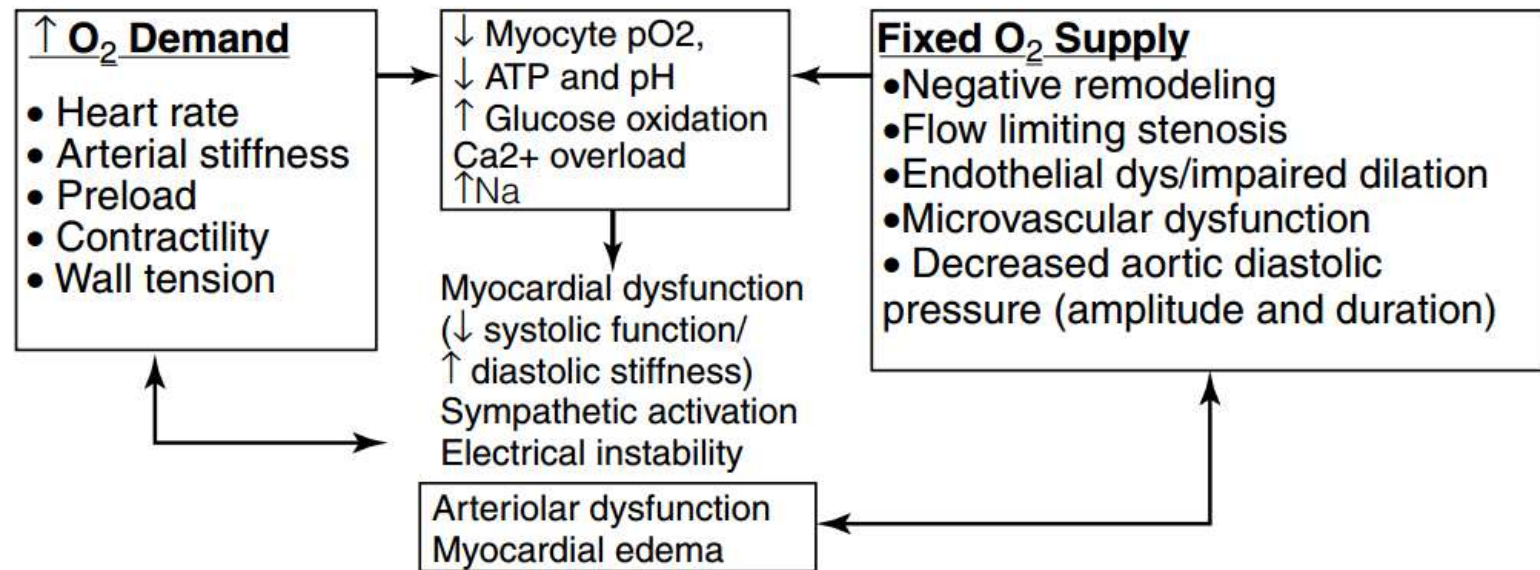 ↑ O₂ Demand
• Heart rate
• Arterial stiffness
• Preload
• Contractility
• Wall tension
↓ Myocyte pO2,
↓ ATP and pH
↑ Glucose oxidation
Ca2+ overload
↑Na
Fixed O₂ Supply
•Negative remodeling
•Flow limiting stenosis
•Endothelial dys/impaired dilation
•Microvascular dysfunction
• Decreased aortic diastolic
pressure (amplitude and duration)
Myocardial dysfunction
(↓ systolic function/
↑ diastolic stiffness)
Sympathetic activation
Electrical instability
Arteriolar dysfunction
Myocardial edema